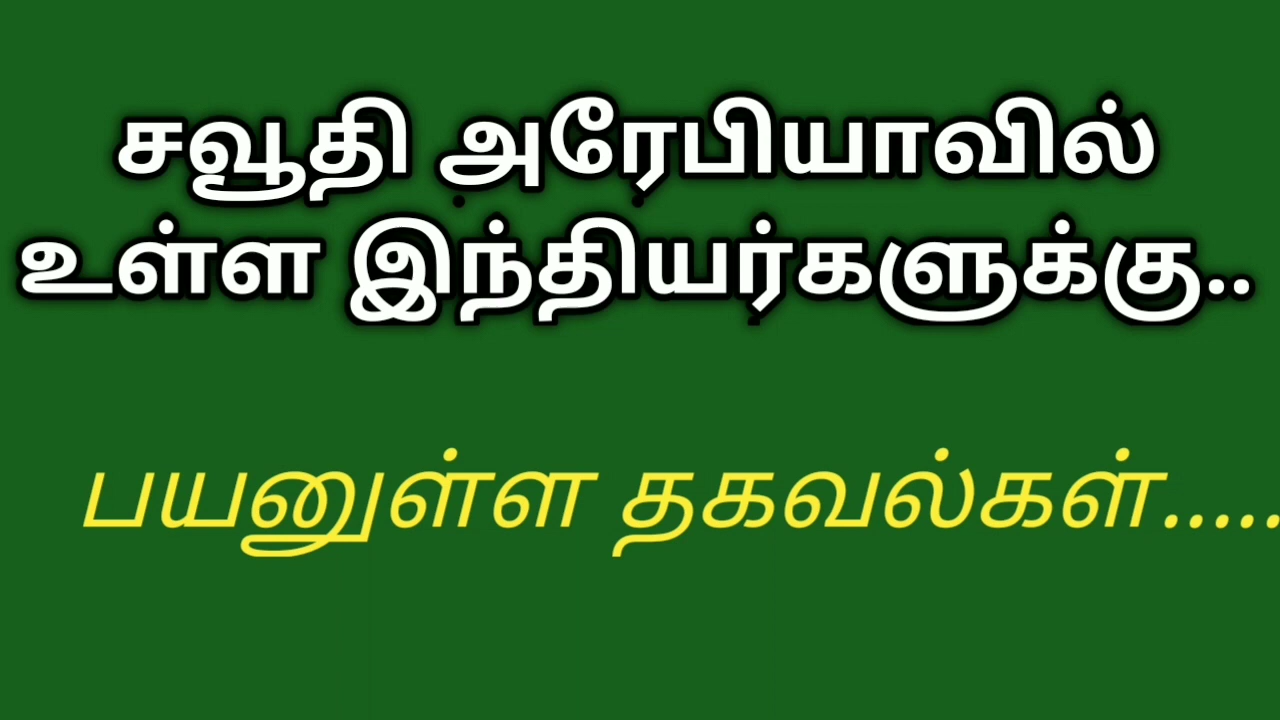 சவூதி அரேபியாவில்
உள்ள இந்தியர்களுக்கு..
பயனுள்ள தகவல்கள்.....